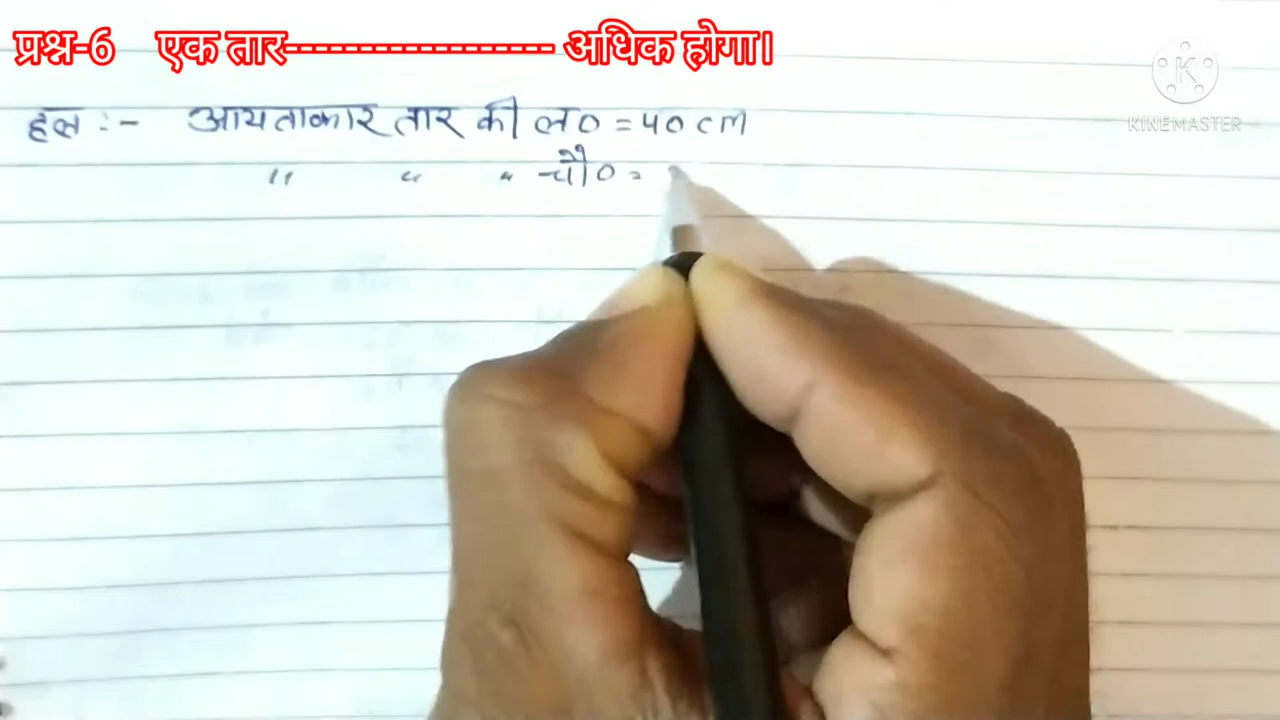 प्रश्न-6 एक तार------------------ अधिक होगा।
K
KINEMASTER
हल :- आयताकार तार की ल० = 40 cm
" " " चौ० =